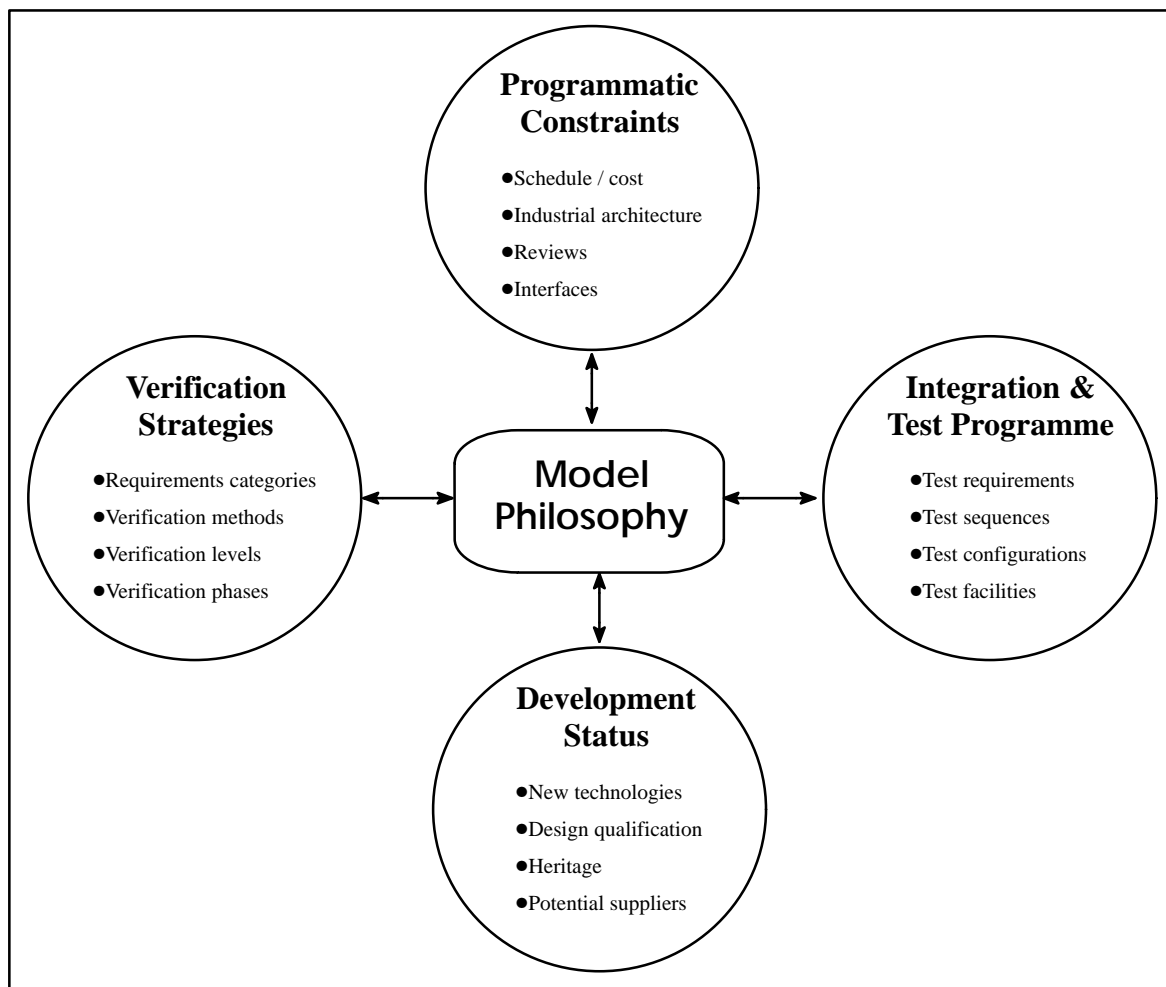 Programmatic
Constraints
●Schedule / cost
●Industrial architecture
●Reviews
●Interfaces
Verification
Strategies
●Requirements categories
●Verification methods
●Verification levels
●Verification phases
Model
Philosophy
Integration &
Test Programme
●Test requirements
●Test sequences
●Test configurations
●Test facilities
Development
Status
●New technologies
●Design qualification
●Heritage
●Potential suppliers